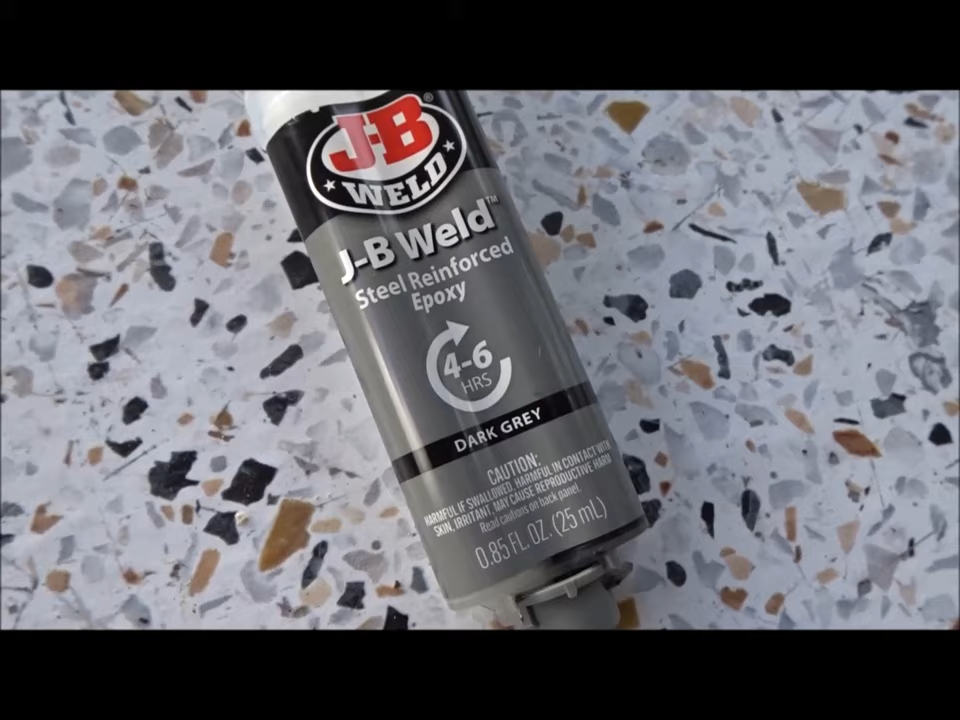 J-B®
WELD
J-B Weld™
Steel Reinforced
Epoxy
4-6
HRS
DARK GREY
CAUTION:
HARMFUL IF SWALLOWED. HARMFUL IN CONTACT WITH
SKIN, IRRITANT, MAY CAUSE REPRODUCTIVE HARM
Read cautions on back panel.
0.85 FL. OZ. (25 mL)